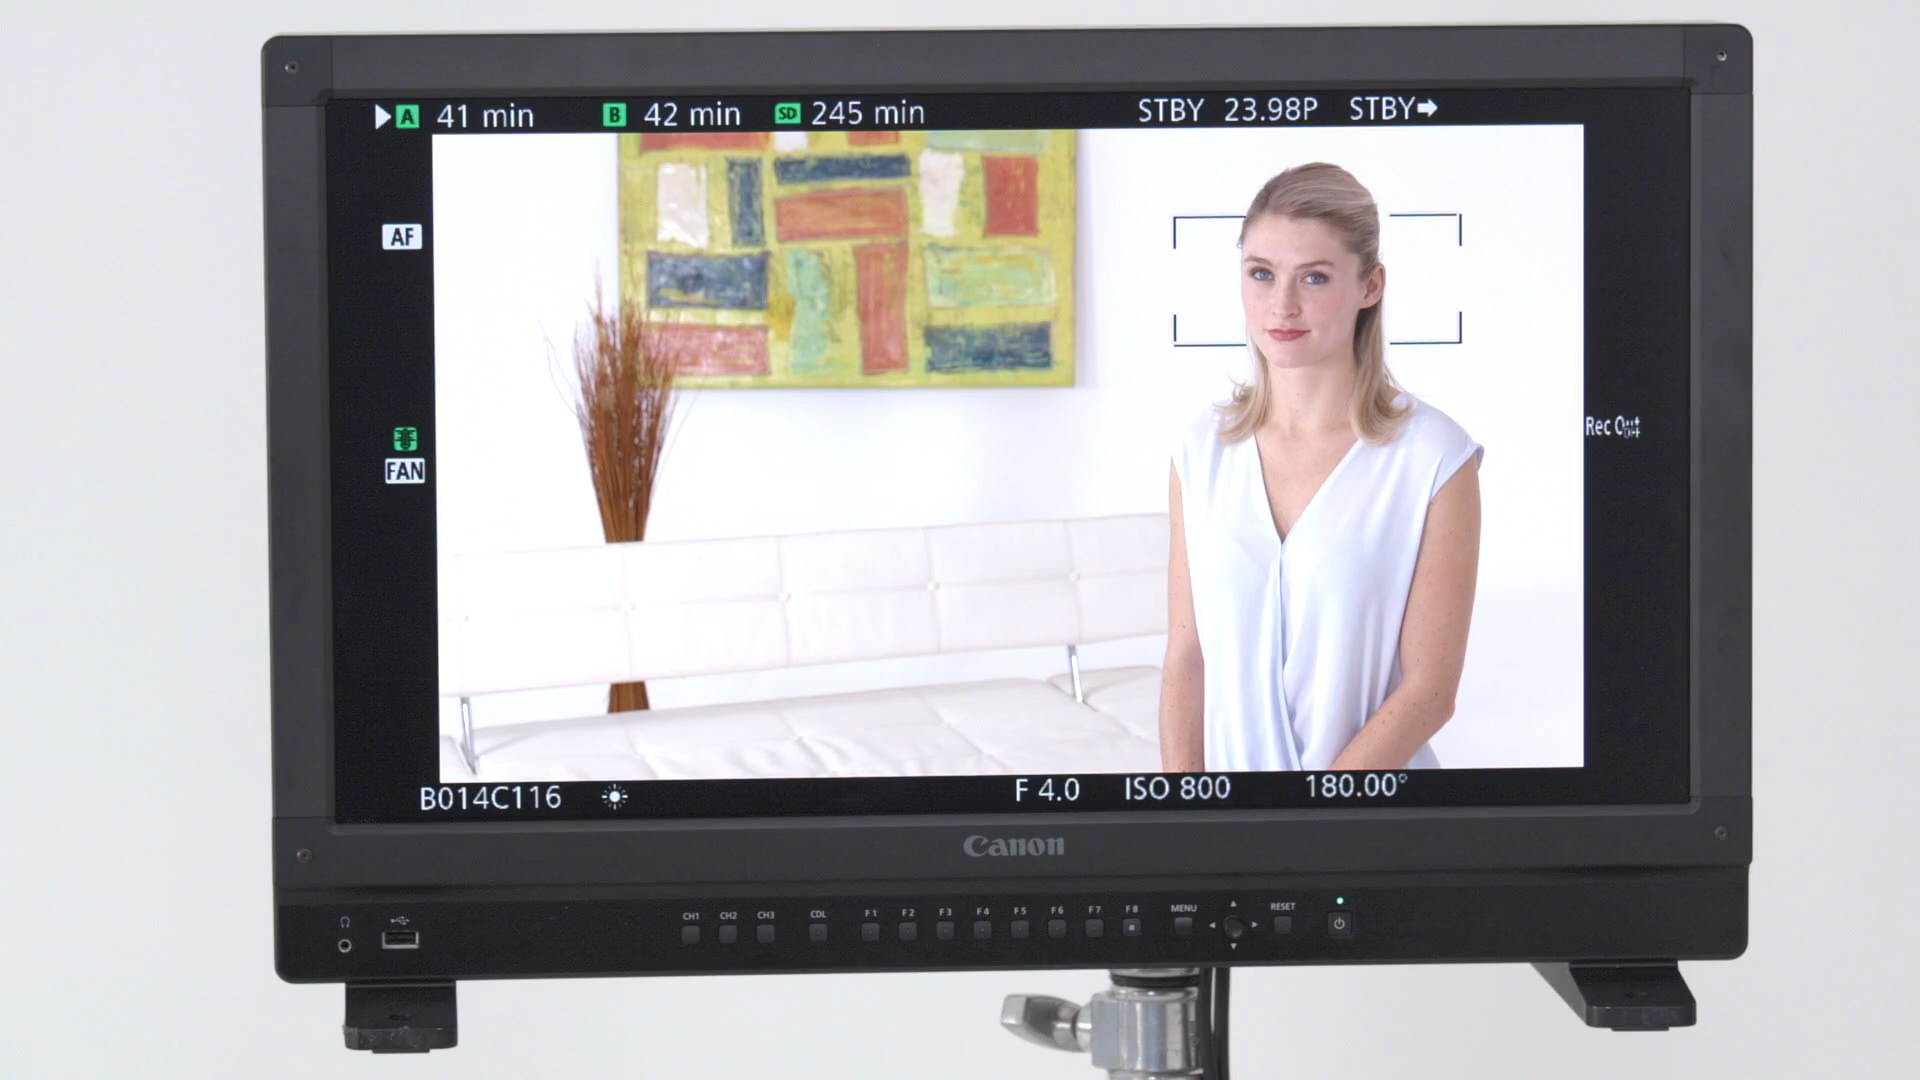 A 41 min B 42 min SD 245 min STBY 23.98P STBY
AF
Rec Out
FAN
B014C116 F 4.0 ISO 800 180.00°
Canon
CH1 CH2 CH3 CDL F1 F2 F3 F4 F5 F6 F7 F8 MENU RESET